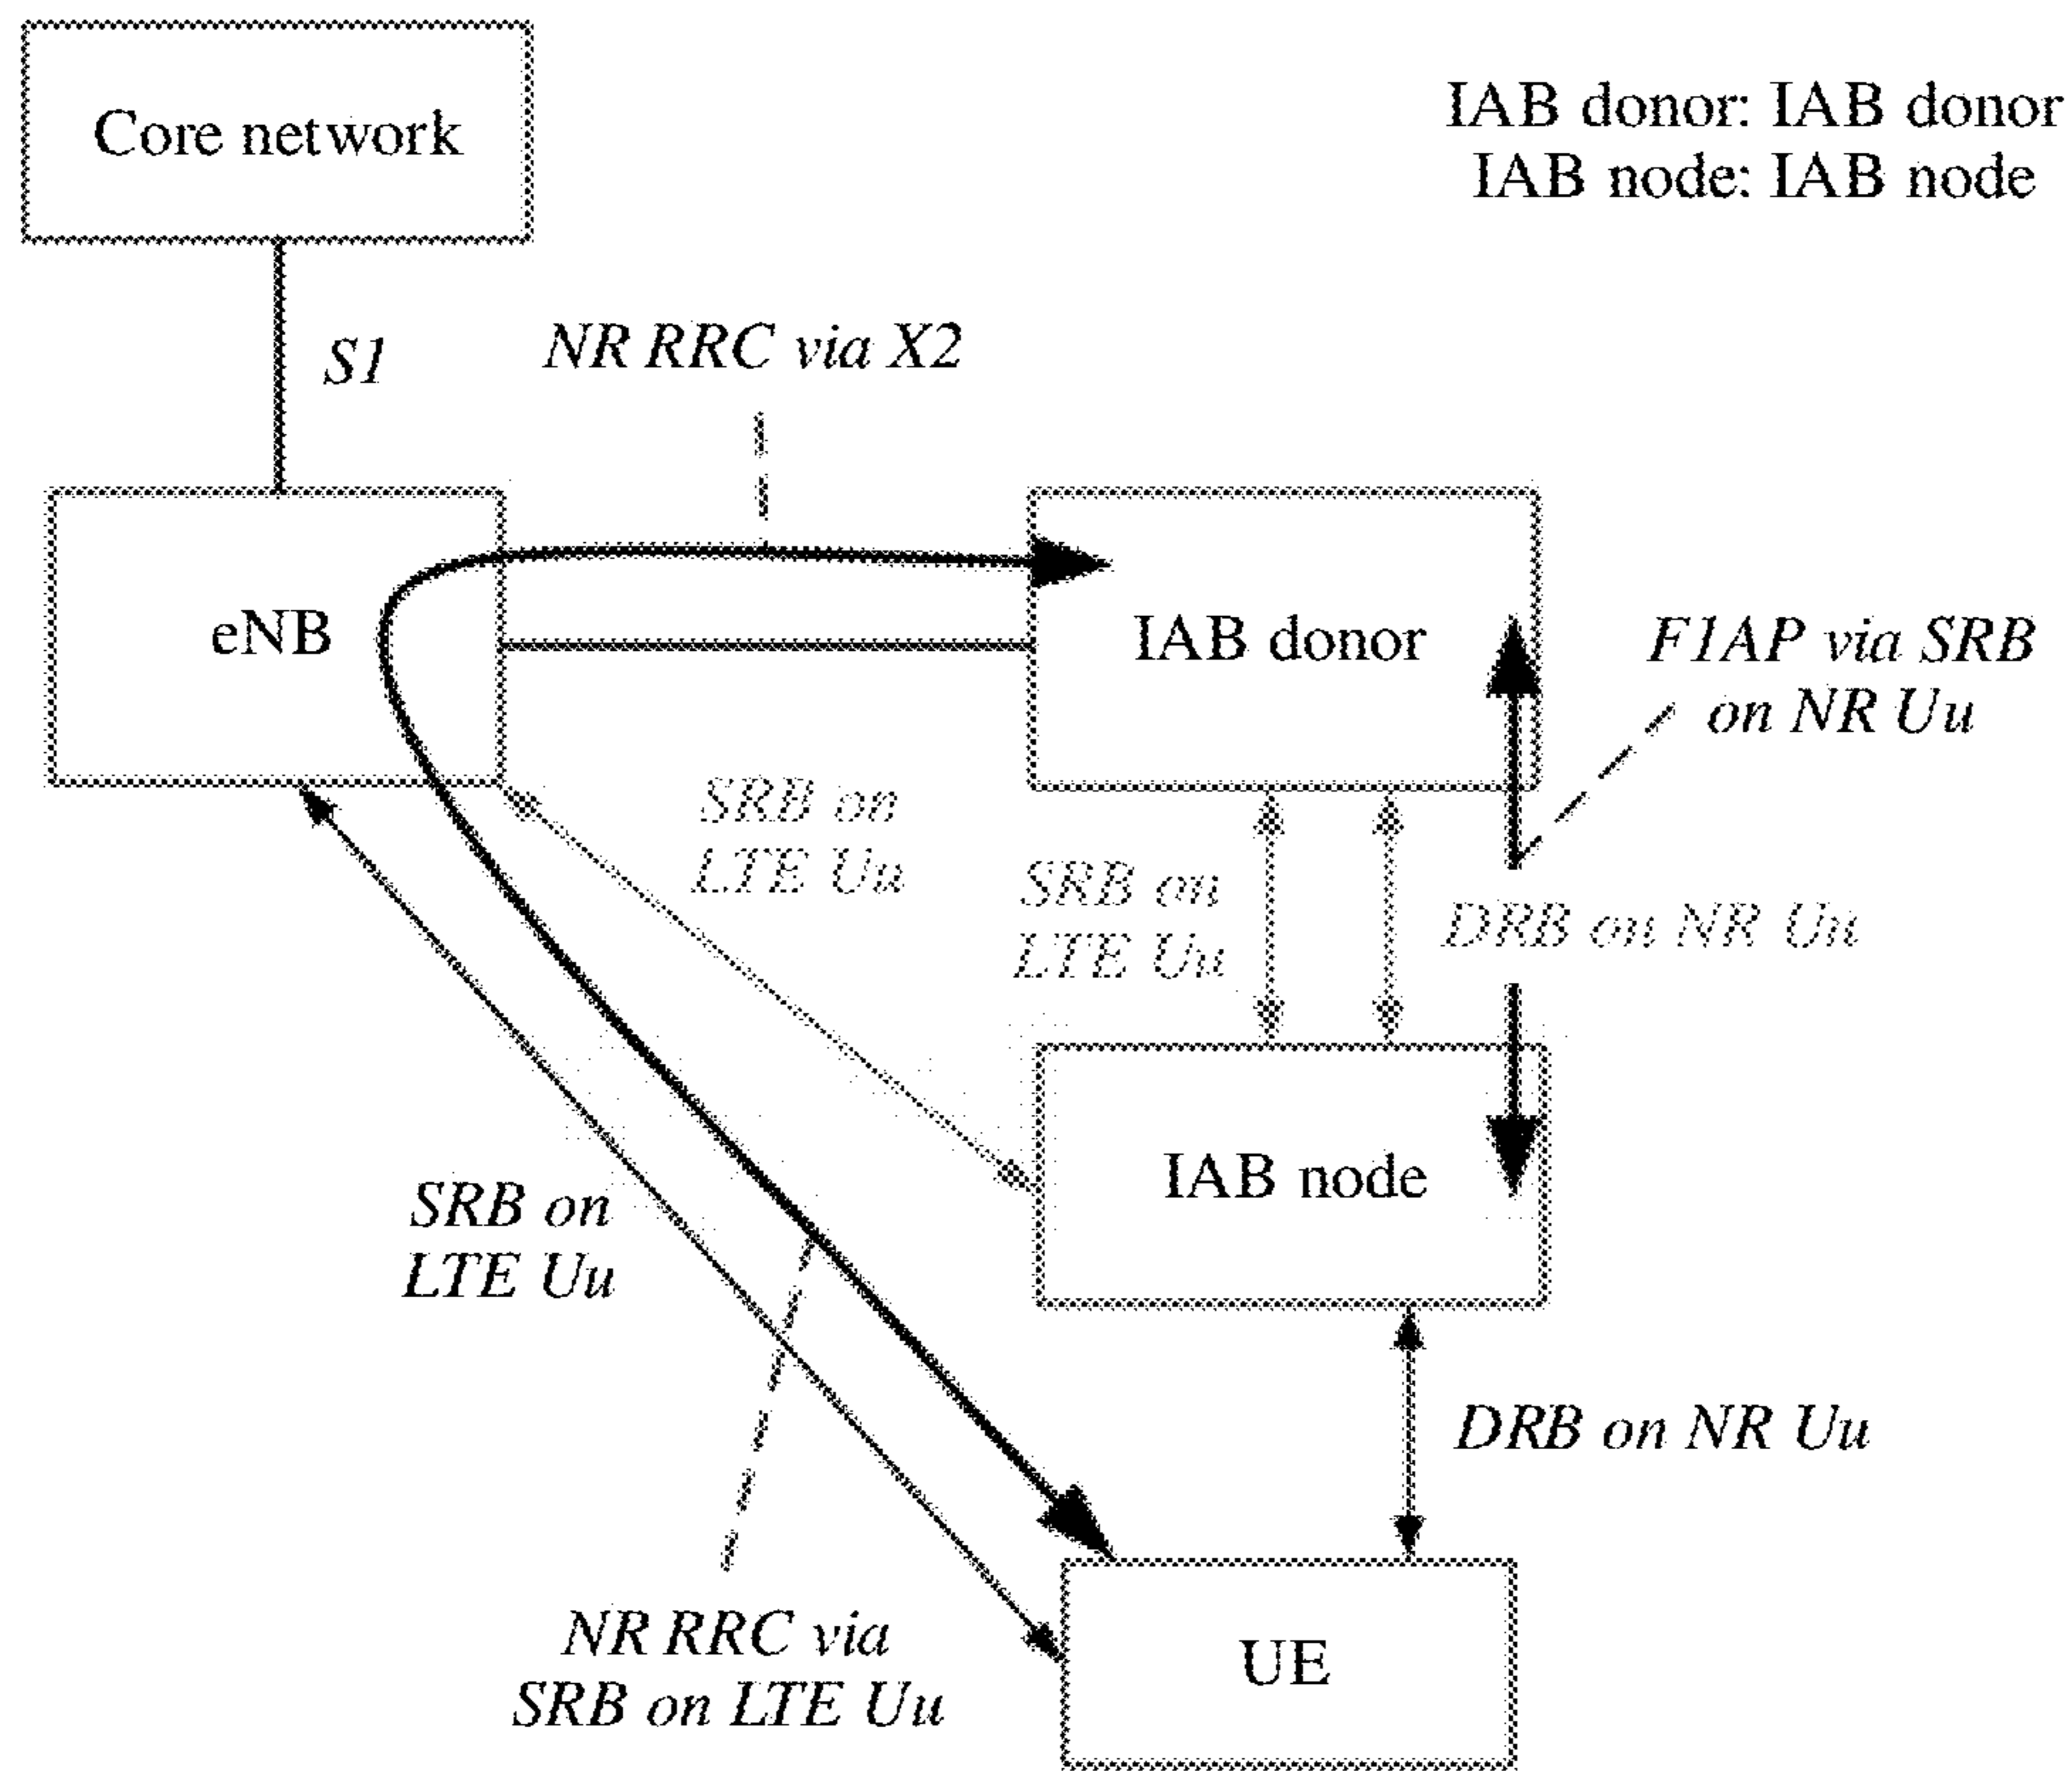 Core network
IAB donor: IAB donor
IAB node: IAB node
S1
NR RRC via X2
eNB
IAB donor
F1AP via SRB
on NR Uu
SRB on
LTE Uu
SRB on
LTE Uu
DRB on NR Uu
IAB node
SRB on
LTE Uu
DRB on NR Uu
NR RRC via
SRB on LTE Uu
UE